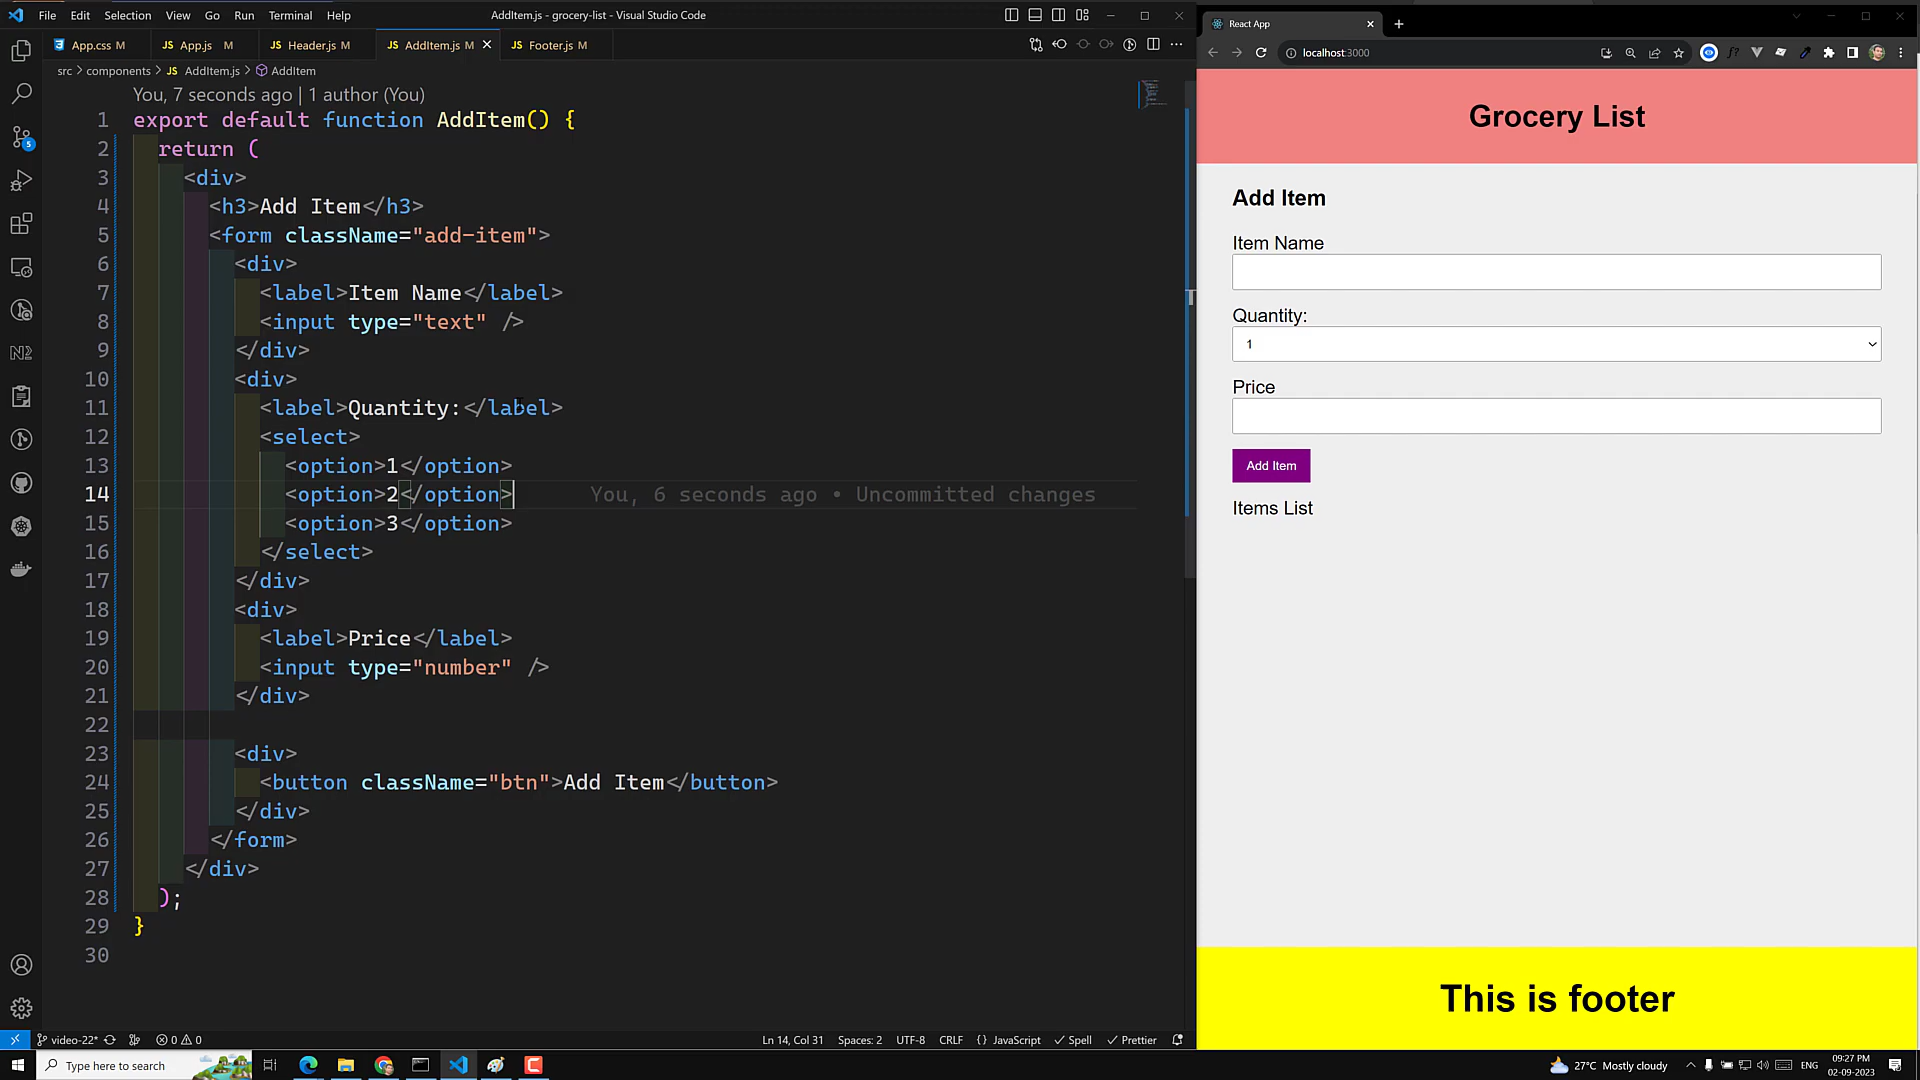 File Edit Selection View Go Run Terminal Help
AddItem.js - grocery-list - Visual Studio Code
App.css M
JS App.js M
JS Header.js M
JS AddItem.js M
JS Footer.js M
src > components > JS AddItem.js > AddItem
You, 7 seconds ago | 1 author (You)
1 export default function AddItem() {
2 return (
3 <div>
4 <h3>Add Item</h3>
5 <form className="add-item">
6 <div>
7 <label>Item Name</label>
8 <input type="text" />
9 </div>
10 <div>
11 <label>Quantity:</label>
12 <select>
13 <option>1</option>
14 <option>2</option> You, 6 seconds ago • Uncommitted changes
15 <option>3</option>
16 </select>
17 </div>
18 <div>
19 <label>Price</label>
20 <input type="number" />
21 </div>
22
23 <div>
24 <button className="btn">Add Item</button>
25 </div>
26 </form>
27 </div>
28 );
29 }
30
5
N2
video-22* 0 0
Ln 14, Col 31 Spaces: 2 UTF-8 CRLF {} JavaScript Spell Prettier
React App
localhost:3000
Grocery List
Add Item
Item Name
Quantity:
1
Price
Add Item
Items List
This is footer
Type here to search
27°C Mostly cloudy
ENG
09:27 PM
02-09-2023